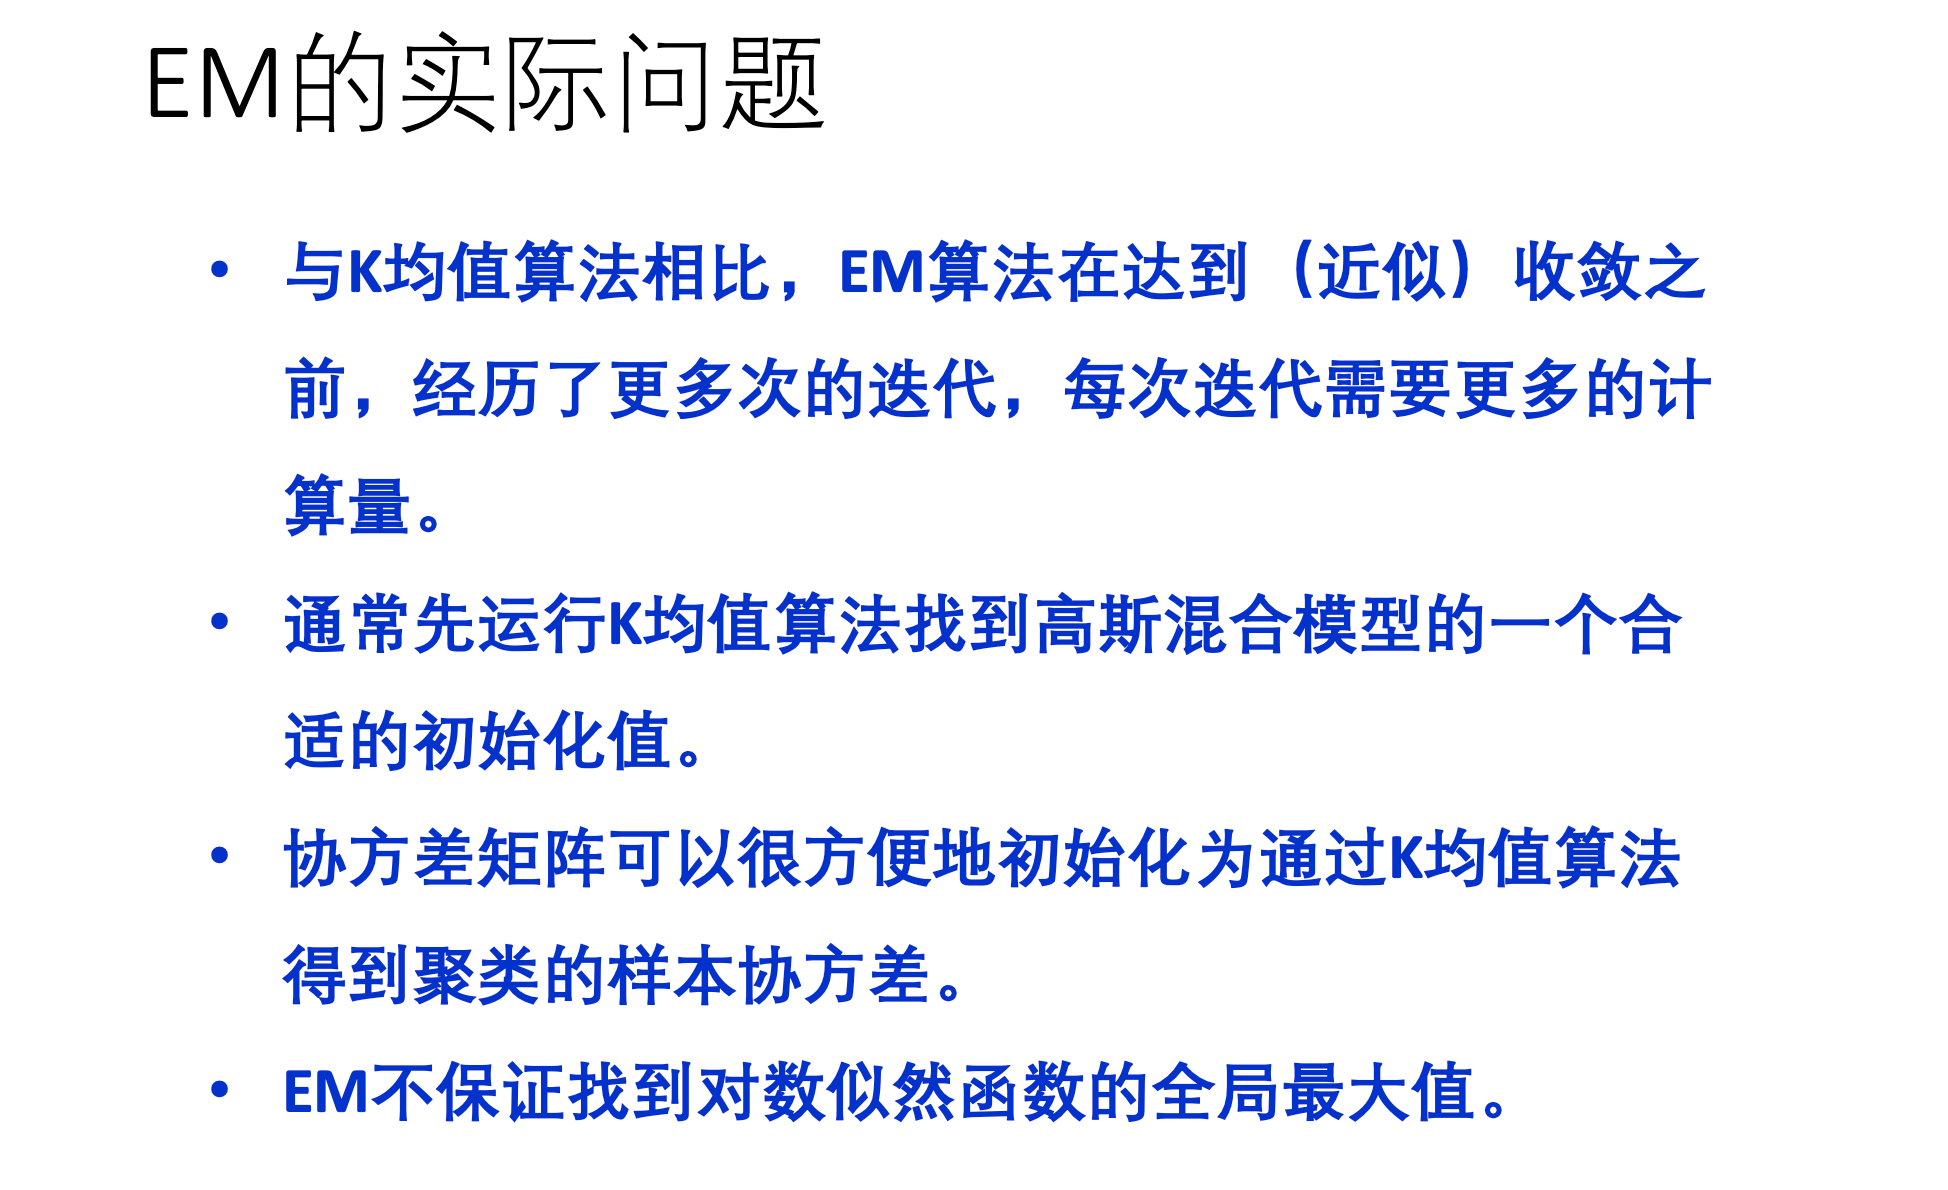 EM的实际问题
• 与K均值算法相比，EM算法在达到（近似）收敛之
前，经历了更多次的迭代，每次迭代需要更多的计
算量。
• 通常先运行K均值算法找到高斯混合模型的一个合
适的初始化值。
• 协方差矩阵可以很方便地初始化为通过K均值算法
得到聚类的样本协方差。
• EM不保证找到对数似然函数的全局最大值。